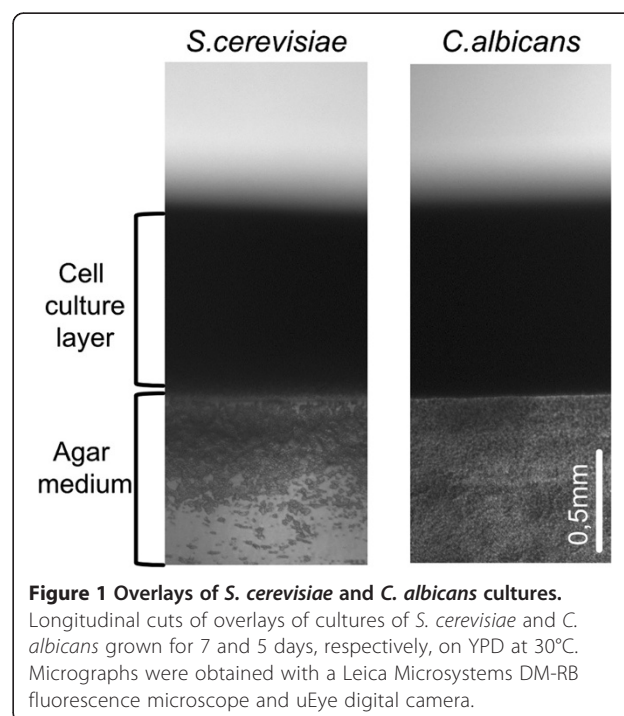 S.cerevisiae
C.albicans
Cell
culture
layer
Agar
medium
0,5mm
Figure 1 Overlays of S. cerevisiae and C. albicans cultures.
Longitudinal cuts of overlays of cultures of S. cerevisiae and C.
albicans grown for 7 and 5 days, respectively, on YPD at 30°C.
Micrographs were obtained with a Leica Microsystems DM-RB
fluorescence microscope and uEye digital camera.